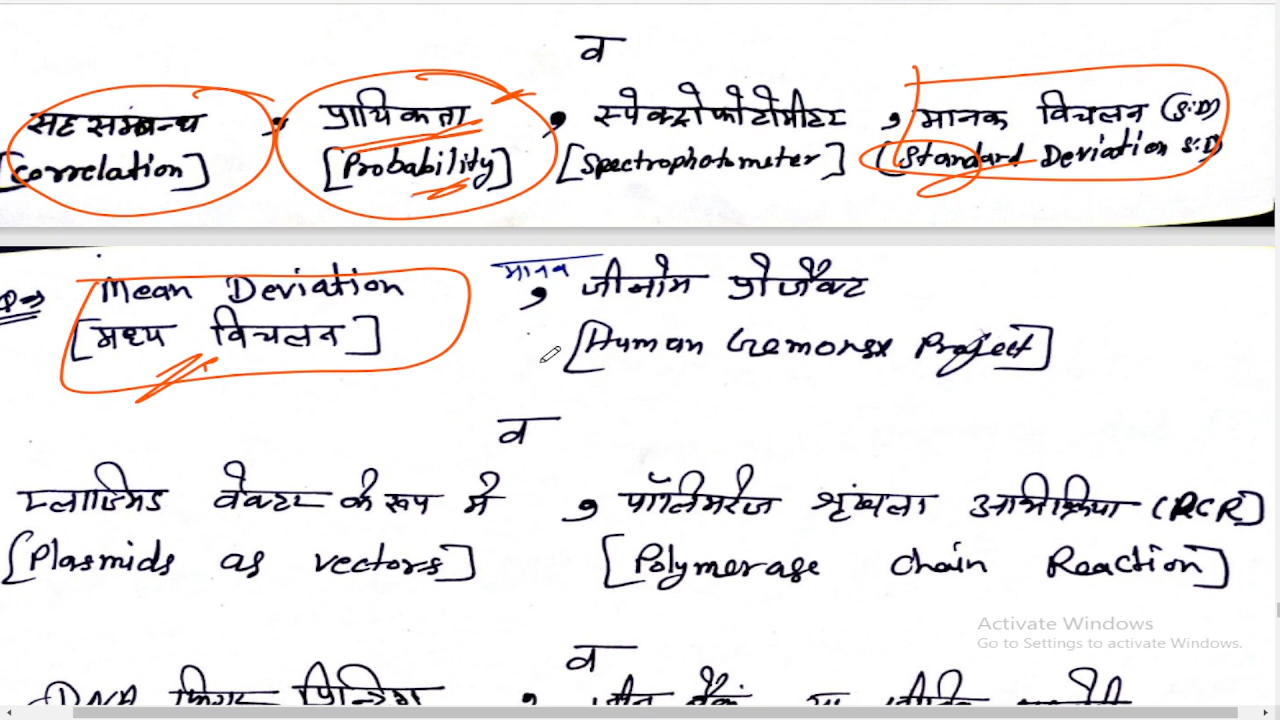 व
सहसम्बन्ध , प्रायिकता , स्पेक्ट्रोफोटोमीटर , मानक विचलन (S.D)
[Correlation] [Probability] [Spectrophotometer] (Standard Deviation S.D)
Q⇒ Mean Deviation , मानव जीनोम प्रोजेक्ट
[मध्य विचलन] [Human Project]
व
प्लाज्मिड वेक्टर के रूप मे , पॉलिमरेज श्रृंखला अभिक्रिया (PCR)
[Plasmids as vectors] [Polymerase chain Reaction]
Activate Windows
Go to Settings to activate Windows.
व
DNA